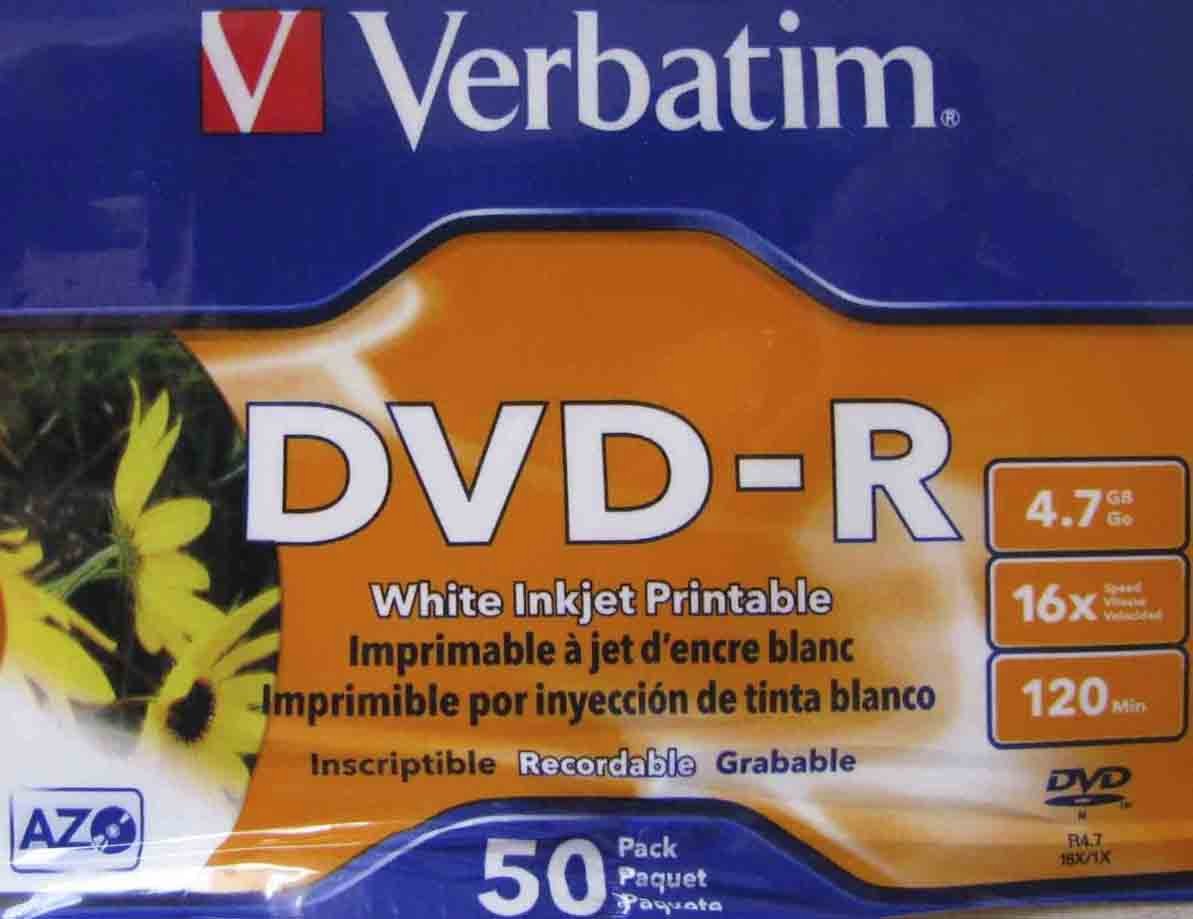 V Verbatim®
DVD-R
4.7 GB
Go
White Inkjet Printable
16x Speed
Vitesse
Velocidad
Imprimable à jet d'encre blanc
Imprimible por inyección de tinta blanco
120 Min
Inscriptible Recordable Grabable
DVD
R
R4.7
16X/1X
AZO
50 Pack
Paquet
Paquete